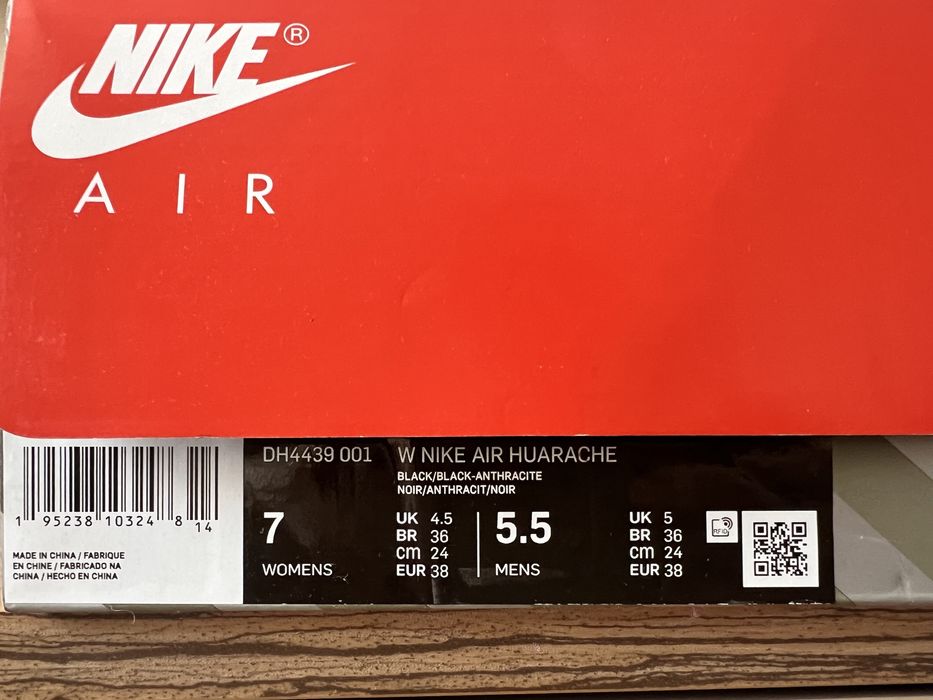 NIKE®
AIR
DH4439 001 W NIKE AIR HUARACHE
BLACK/BLACK-ANTHRACITE
NOIR/ANTHRACIT/NOIR
1 95238 10324 8 14
MADE IN CHINA / FABRIQUE
EN CHINE / FABRICADO NA
CHINA / HECHO EN CHINA
7
WOMENS
UK 4.5
BR 36
cm 24
EUR 38
5.5
MENS
UK 5
BR 36
cm 24
EUR 38
RFID